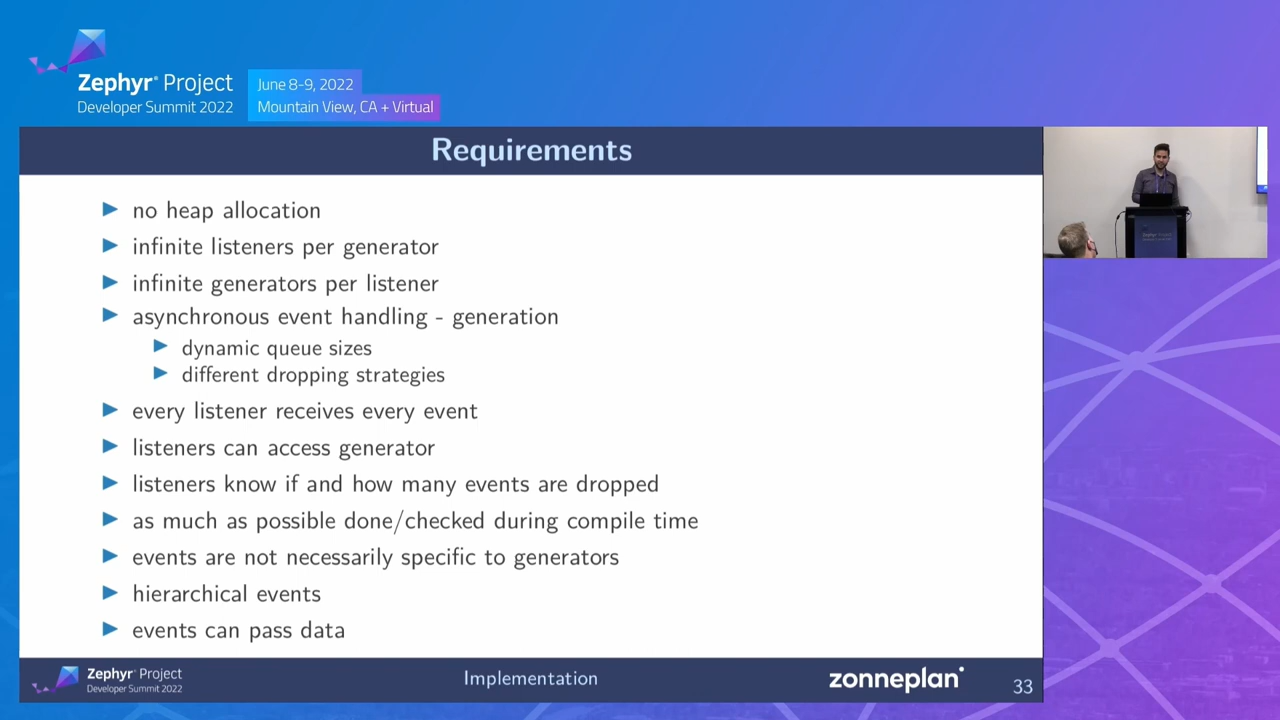 Zephyr® Project
Developer Summit 2022
June 8-9, 2022
Mountain View, CA + Virtual
Requirements
no heap allocation
infinite listeners per generator
infinite generators per listener
asynchronous event handling - generation
dynamic queue sizes
different dropping strategies
every listener receives every event
listeners can access generator
listeners know if and how many events are dropped
as much as possible done/checked during compile time
events are not necessarily specific to generators
hierarchical events
events can pass data
Zephyr® Project
Developer Summit 2022
Implementation
zonneplan
33